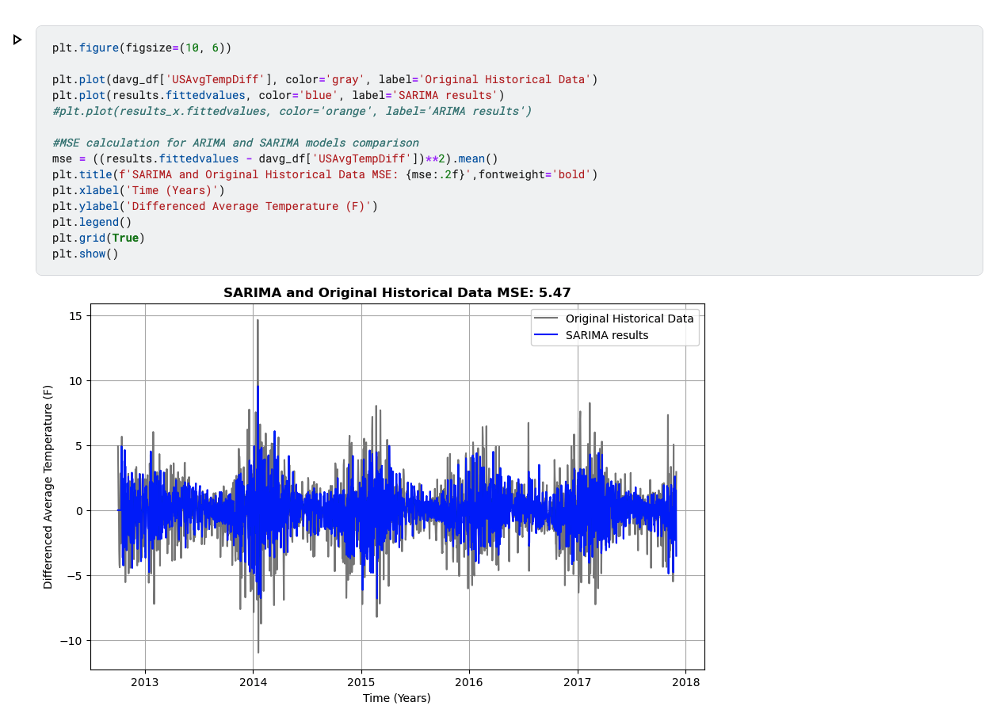 plt.figure(figsize=(10, 6))
plt.plot(davg_df['USAvgTempDiff'], color='gray', label='Original Historical Data')
plt.plot(results.fittedvalues, color='blue', label='SARIMA results')
#plt.plot(results_x.fittedvalues, color='orange', label='ARIMA results')
#MSE calculation for ARIMA and SARIMA models comparison
mse = ((results.fittedvalues - davg_df['USAvgTempDiff'])**2).mean()
plt.title(f'SARIMA and Original Historical Data MSE: {mse:.2f}',fontweight='bold')
plt.xlabel('Time (Years)')
plt.ylabel('Differenced Average Temperature (F)')
plt.legend()
plt.grid(True)
plt.show()
SARIMA and Original Historical Data MSE: 5.47
Original Historical Data
SARIMA results
Differenced Average Temperature (F)
15
10
5
0
−5
−10
2013 2014 2015 2016 2017 2018
Time (Years)